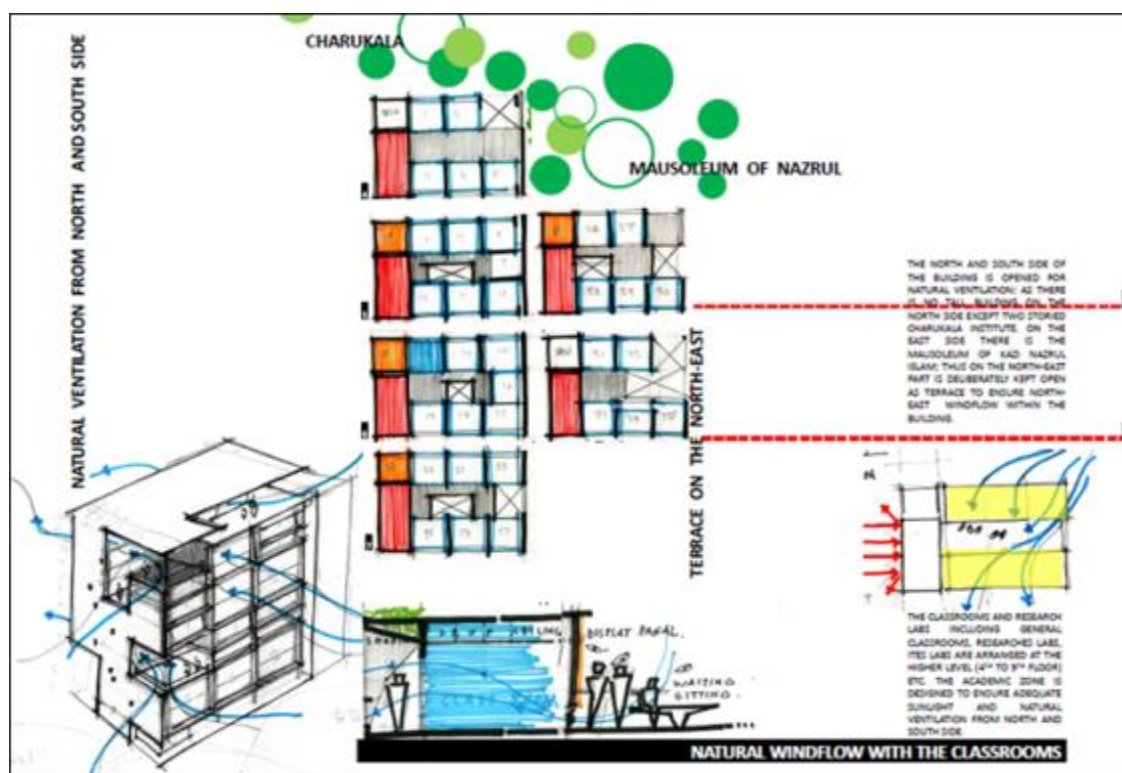 NATURAL VENTILATION FROM NORTH AND SOUTH SIDE
CHARUKALA
MAUSOLEUM OF NAZRUL
THE NORTH AND SOUTH SIDE OF
THE BUILDING IS OPENED FOR
NATURAL VENTILATION; AS THERE
IS NO TALL BUILDING ON THE
NORTH SIDE EXCEPT TWO STORIED
CHARUKALA INSTITUTE. ON THE
EAST SIDE THERE IS THE
MAUSOLEUM OF KAZI NAZRUL
ISLAM; THUS ON THE NORTH-EAST
PART IS DELIBERATELY KEPT OPEN
AS TERRACE TO ENSURE NORTH-
EAST WINDFLOW WITHIN THE
BUILDING.
TERRACE ON THE NORTH-EAST
THE CLASSROOMS AND RESEARCH
LABS INCLUDING GENERAL
CLASSROOMS, RESEARCHES LABS,
ITES LABS ARE ARRANGED AT THE
HIGHER LEVEL (4TH TO 9TH FLOOR)
ETC. THE ACADEMIC ZONE IS
DESIGNED TO ENSURE ADEQUATE
SUNLIGHT AND NATURAL
VENTILATION FROM NORTH AND
SOUTH SIDE.
DISPLAY PANAL.
WAITING
SITTING.
CLASS ROOM
NATURAL WINDFLOW WITH THE CLASSROOMS